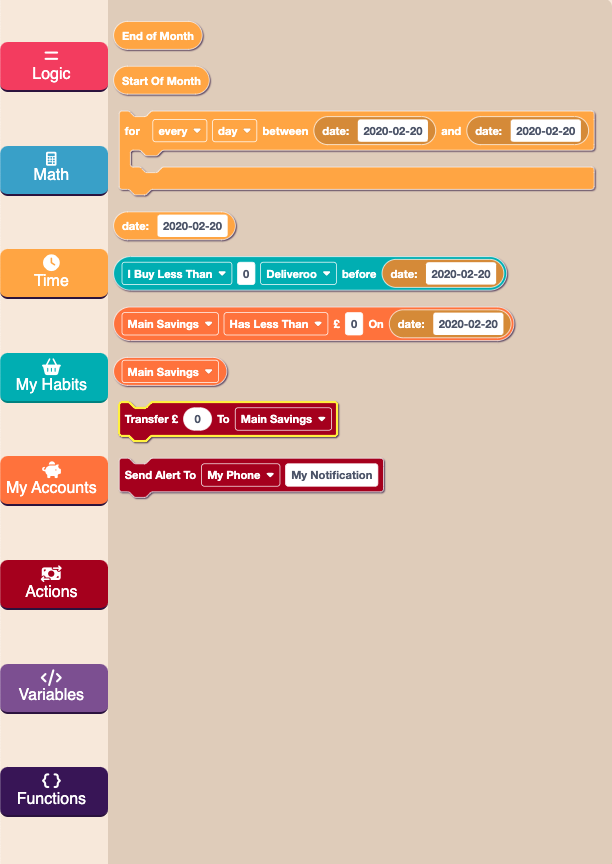 End of Month
Logic
Start Of Month
for every day between date: 2020-02-20 and date: 2020-02-20
Math
date: 2020-02-20
Time
I Buy Less Than 0 Deliveroo before date: 2020-02-20
Main Savings Has Less Than £ 0 On date: 2020-02-20
My Habits
Main Savings
Transfer £ 0 To Main Savings
My Accounts
Send Alert To My Phone My Notification
Actions
Variables
Functions